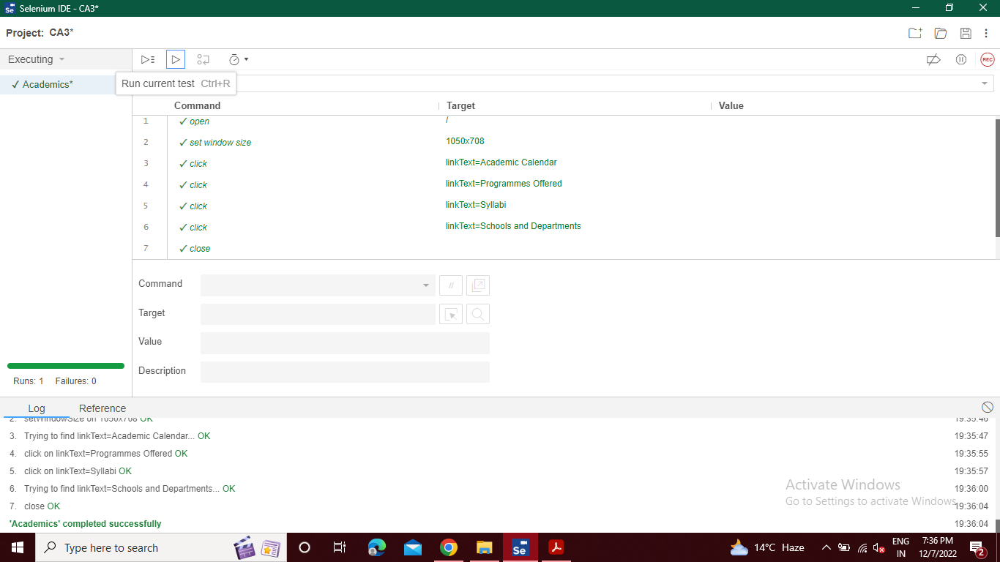 Se Selenium IDE - CA3*
Project: CA3*
Executing
REC
✓ Academics*
Run current test Ctrl+R
Command Target Value
1 ✓ open /
2 ✓ set window size 1050x708
3 ✓ click linkText=Academic Calendar
4 ✓ click linkText=Programmes Offered
5 ✓ click linkText=Syllabi
6 ✓ click linkText=Schools and Departments
7 ✓ close
Command //
Target
Value
Description
Runs: 1 Failures: 0
Log Reference
2. setWindowSize on 1050x708 OK 19:35:46
3. Trying to find linkText=Academic Calendar... OK 19:35:47
4. click on linkText=Programmes Offered OK 19:35:55
5. click on linkText=Syllabi OK 19:35:57
6. Trying to find linkText=Schools and Departments... OK 19:36:00
7. close OK 19:36:04
'Academics' completed successfully 19:36:04
Activate Windows
Go to Settings to activate Windows.
Type here to search
Se
14°C Haze
ENG
IN
7:36 PM
12/7/2022
2